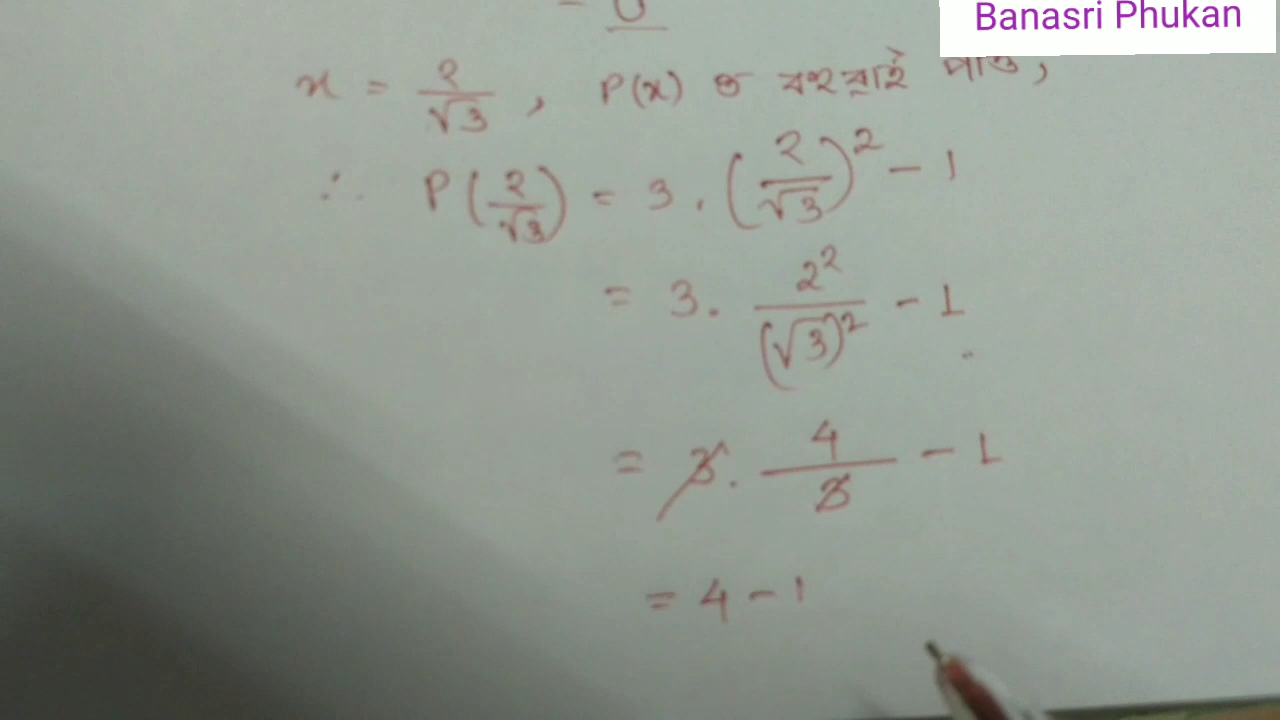 Banasri Phukan
= 0
x = 2/√3 , P(x) ত বহুৱাই পাওঁ,
∴ P(2/√3) = 3 . (2/√3)² - 1
= 3 . 2²/(√3)² - 1
= 3 . 4/3 - 1
= 4 - 1